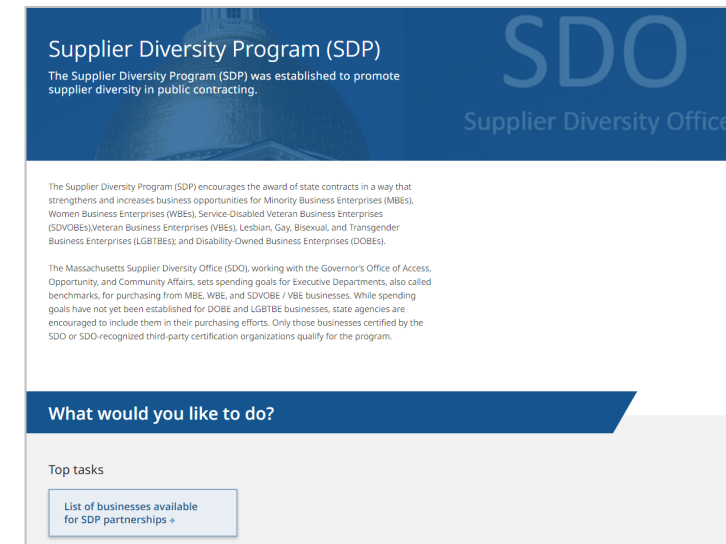 SDO
Supplier Diversity Office
Supplier Diversity Program (SDP)
The Supplier Diversity Program (SDP) was established to promote
supplier diversity in public contracting.
The Supplier Diversity Program (SDP) encourages the award of state contracts in a way that
strengthens and increases business opportunities for Minority Business Enterprises (MBEs),
Women Business Enterprises (WBEs), Service-Disabled Veteran Business Enterprises
(SDVOBEs),Veteran Business Enterprises (VBEs), Lesbian, Gay, Bisexual, and Transgender
Business Enterprises (LGBTBEs); and Disability-Owned Business Enterprises (DOBEs).
The Massachusetts Supplier Diversity Office (SDO), working with the Governor's Office of Access,
Opportunity, and Community Affairs, sets spending goals for Executive Departments, also called
benchmarks, for purchasing from MBE, WBE, and SDVOBE / VBE businesses. While spending
goals have not yet been established for DOBE and LGBTBE businesses, state agencies are
encouraged to include them in their purchasing efforts. Only those businesses certified by the
SDO or SDO-recognized third-party certification organizations qualify for the program.
What would you like to do?
Top tasks
List of businesses available
for SDP partnerships →